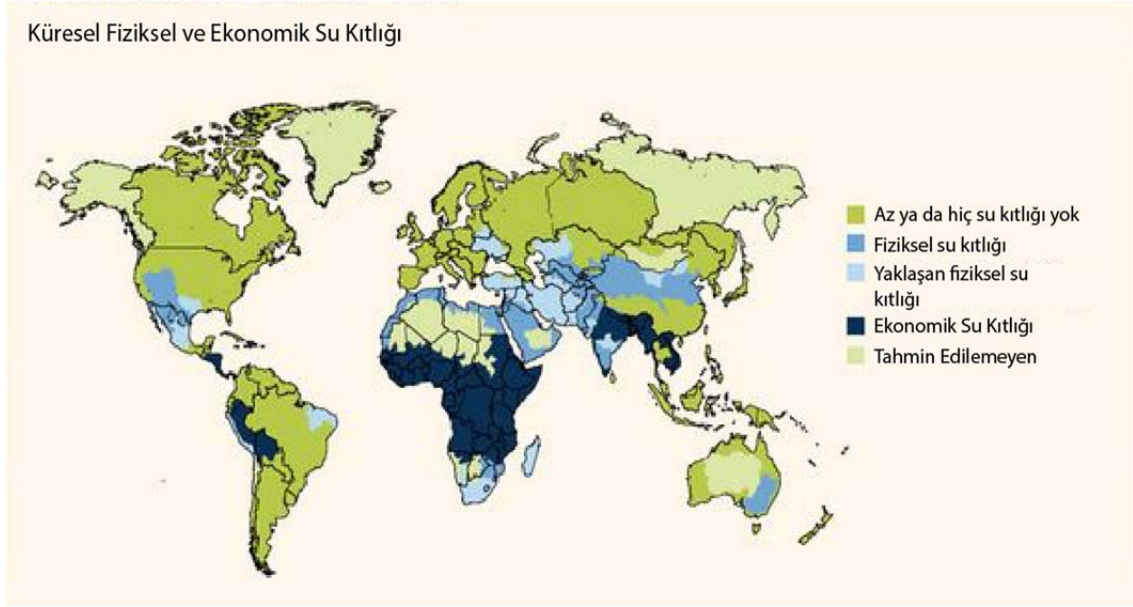 Küresel Fiziksel ve Ekonomik Su Kıtlığı
Az ya da hiç su kıtlığı yok
Fiziksel su kıtlığı
Yaklaşan fiziksel su
kıtlığı
Ekonomik Su Kıtlığı
Tahmin Edilemeyen